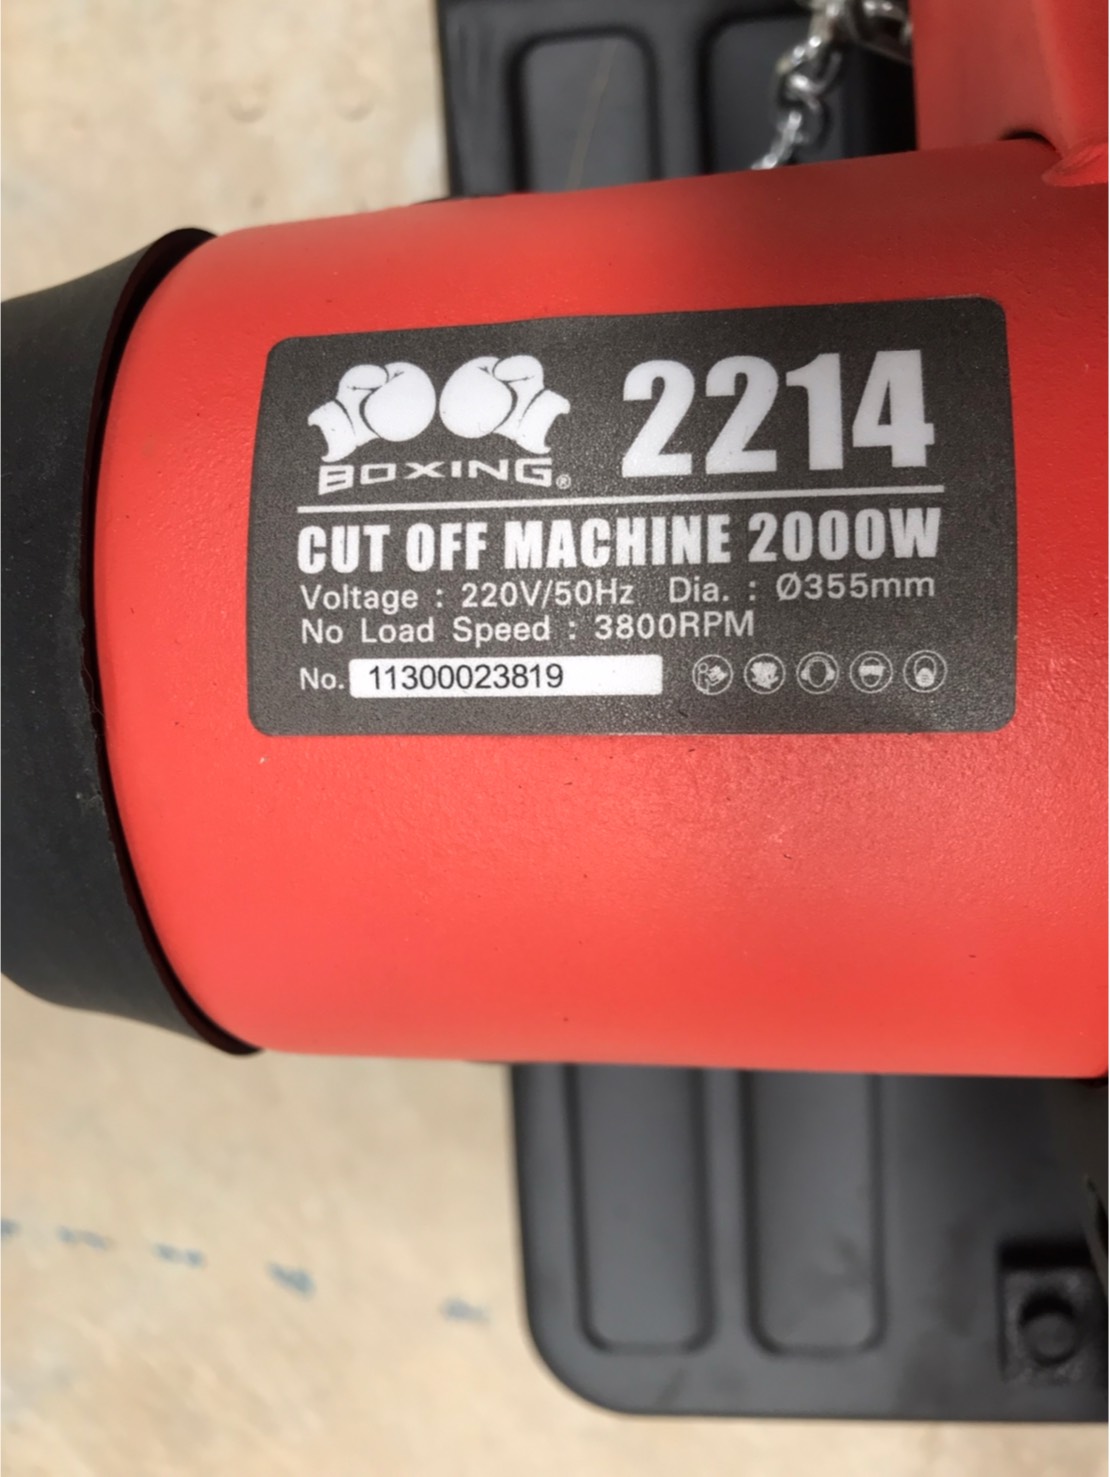 BOXING®
2214
CUT OFF MACHINE 2000W
Voltage : 220V/50Hz Dia. : Ø355mm
No Load Speed : 3800RPM
No. 11300023819